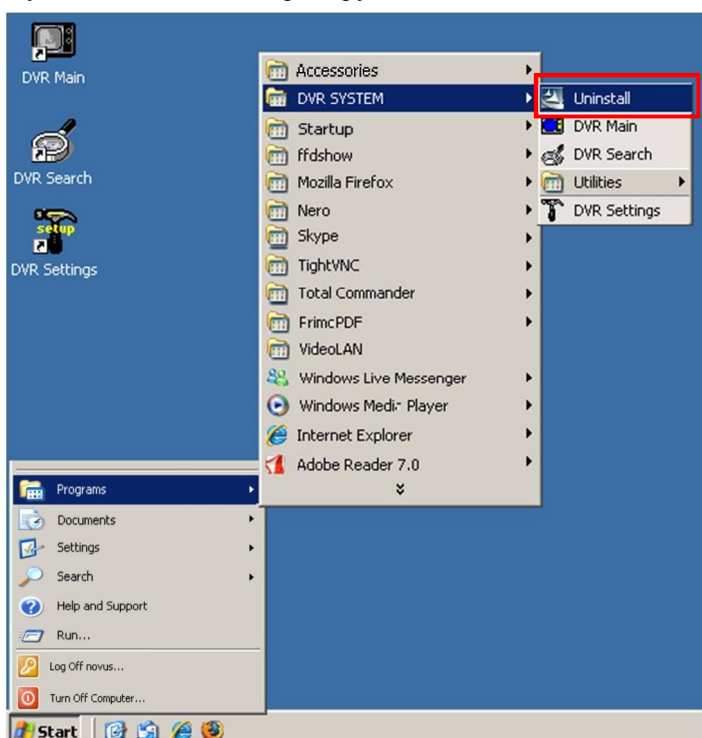 DVR Main
DVR Search
setup
DVR Settings
Accessories
DVR SYSTEM
Startup
ffdshow
Mozilla Firefox
Nero
Skype
TightVNC
Total Commander
FrimcPDF
VideoLAN
Windows Live Messenger
Windows Media Player
Internet Explorer
Adobe Reader 7.0
Uninstall
DVR Main
DVR Search
Utilities
DVR Settings
Programs
Documents
Settings
Search
Help and Support
Run...
Log Off novus...
Turn Off Computer...
Start